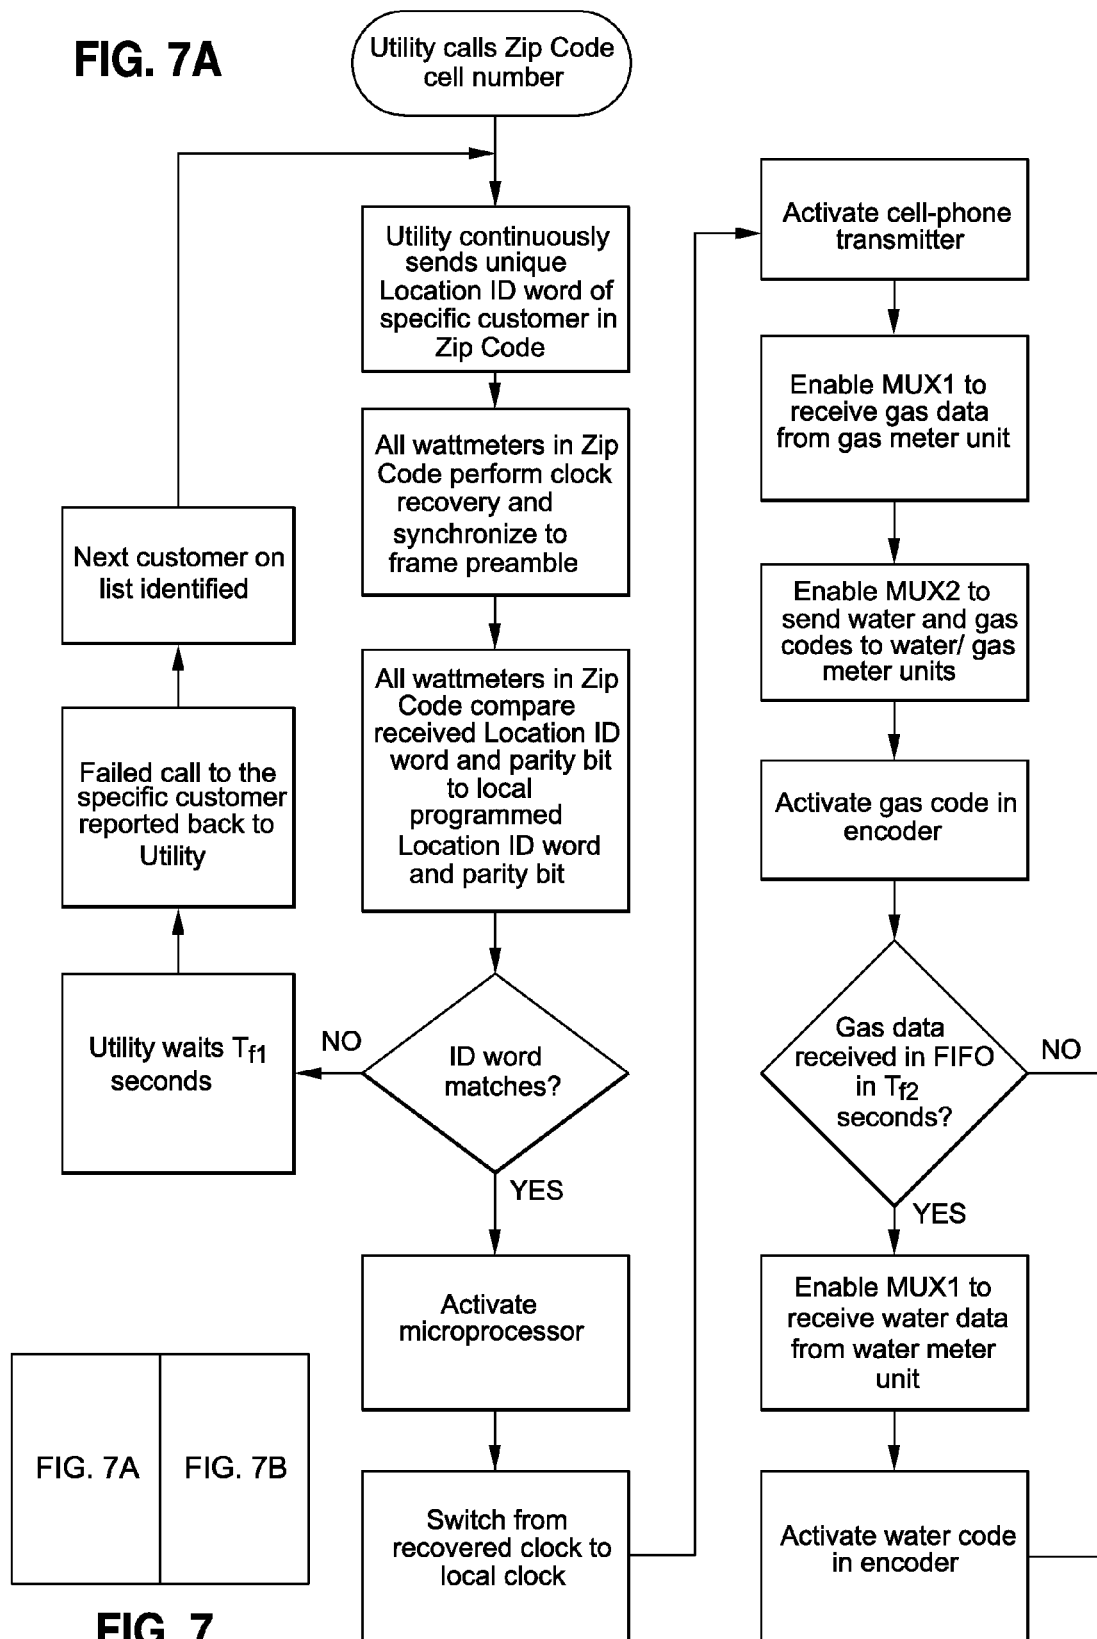 FIG. 7A
Utility calls Zip Code
cell number
Utility continuously
sends unique
Location ID word of
specific customer in
Zip Code
All wattmeters in Zip
Code perform clock
recovery and
synchronize to
frame preamble
All wattmeters in Zip
Code compare
received Location ID
word and parity bit
to local
programmed
Location ID word
and parity bit
ID word
matches?
NO
Utility waits Tf1
seconds
Failed call to the
specific customer
reported back to
Utility
Next customer on
list identified
YES
Activate
microprocessor
Switch from
recovered clock to
local clock
Activate cell-phone
transmitter
Enable MUX1 to
receive gas data
from gas meter unit
Enable MUX2 to
send water and gas
codes to water/ gas
meter units
Activate gas code in
encoder
Gas data
received in FIFO
in Tf2
seconds?
NO
YES
Enable MUX1 to
receive water data
from water meter
unit
Activate water code
in encoder
FIG. 7A
FIG. 7B
FIG. 7